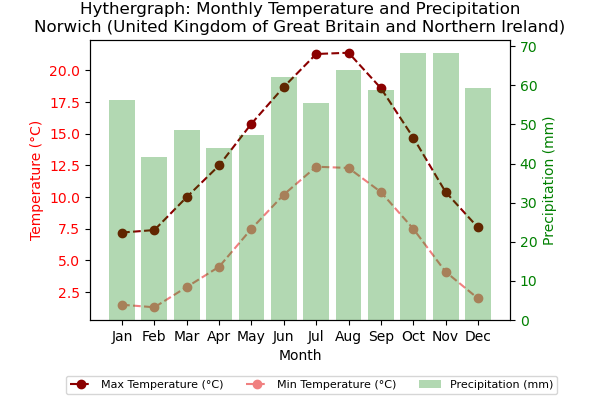 Hythergraph: Monthly Temperature and Precipitation
Norwich (United Kingdom of Great Britain and Northern Ireland)
Temperature (°C)
20.0
17.5
15.0
12.5
10.0
7.5
5.0
2.5
70
60
50
40
30
20
10
0
Precipitation (mm)
Jan Feb Mar Apr May Jun Jul Aug Sep Oct Nov Dec
Month
Max Temperature (°C) Min Temperature (°C) Precipitation (mm)